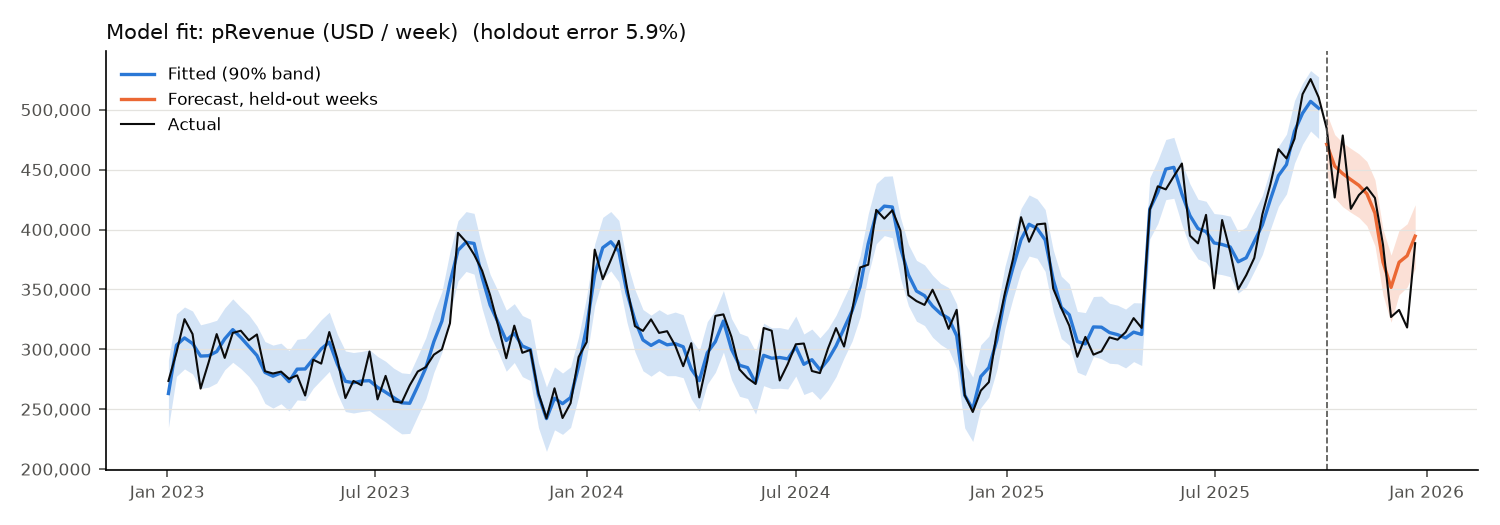 Model fit: pRevenue (USD / week)  (holdout error 5.9%)
Fitted (90% band)
Forecast, held-out weeks
Actual
500,000
450,000
400,000
350,000
300,000
250,000
200,000
Jan 2023
Jul 2023
Jan 2024
Jul 2024
Jan 2025
Jul 2025
Jan 2026